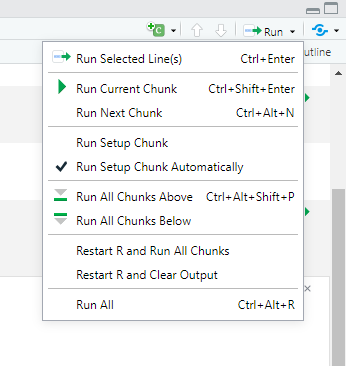 Run
utline
Run Selected Line(s) Ctrl+Enter
Run Current Chunk Ctrl+Shift+Enter
Run Next Chunk Ctrl+Alt+N
Run Setup Chunk
Run Setup Chunk Automatically
Run All Chunks Above Ctrl+Alt+Shift+P
Run All Chunks Below
Restart R and Run All Chunks
Restart R and Clear Output
Run All Ctrl+Alt+R